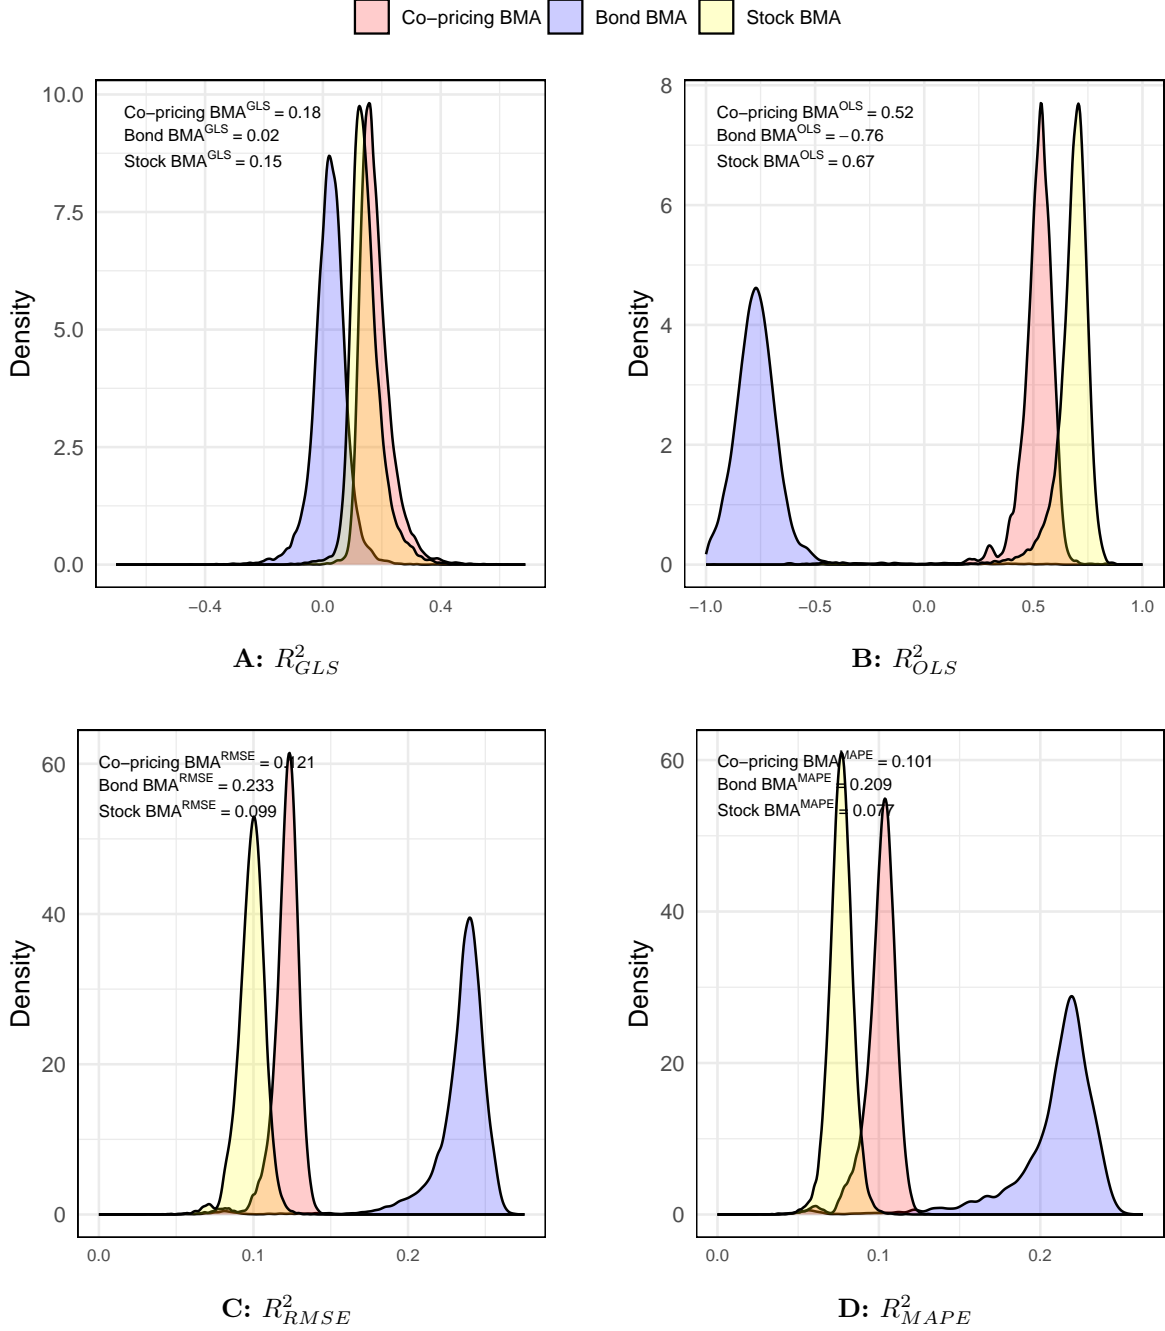 Co−pricing BMA Bond BMA Stock BMA
Co−pricing BMA^GLS = 0.18
Bond BMA^GLS = 0.02
Stock BMA^GLS = 0.15
Density
10.0
7.5
5.0
2.5
0.0
−0.4 0.0 0.4
A: R²_GLS
Co−pricing BMA^OLS = 0.52
Bond BMA^OLS = −0.76
Stock BMA^OLS = 0.67
Density
8
6
4
2
0
−1.0 −0.5 0.0 0.5 1.0
B: R²_OLS
Co−pricing BMA^RMSE = 0.121
Bond BMA^RMSE = 0.233
Stock BMA^RMSE = 0.099
Density
60
40
20
0
0.0 0.1 0.2
C: R²_RMSE
Co−pricing BMA^MAPE = 0.101
Bond BMA^MAPE = 0.209
Stock BMA^MAPE = 0.077
Density
60
40
20
0
0.0 0.1 0.2
D: R²_MAPE